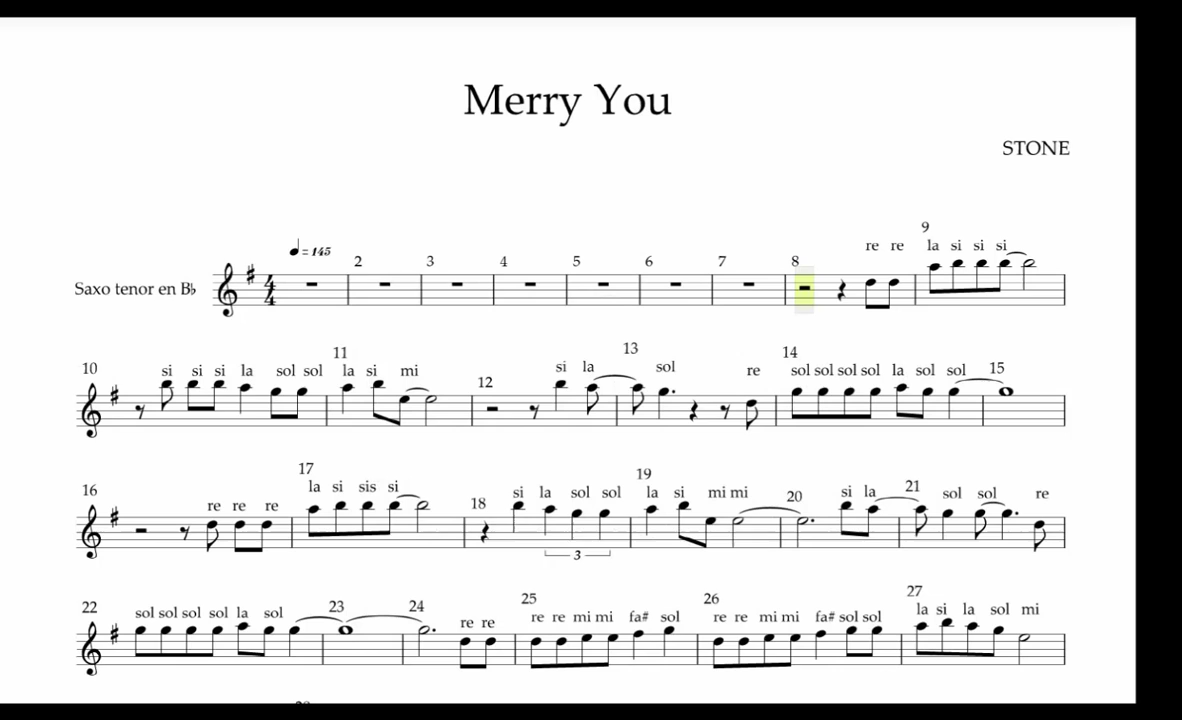 Merry You
STONE
= 145
Saxo tenor en B♭
2 3 4 5 6 7 8 9
re re la si si si
10 11 12 13 14 15
si si si la sol sol la si mi si la sol re sol sol sol sol la sol sol
16 17 18 19 20 21
re re re la si sis si si la sol sol la si mi mi si la sol sol re
3
22 23 24 25 26 27
sol sol sol sol la sol re re re re mi mi fa# sol re re mi mi fa# sol sol la si la sol mi